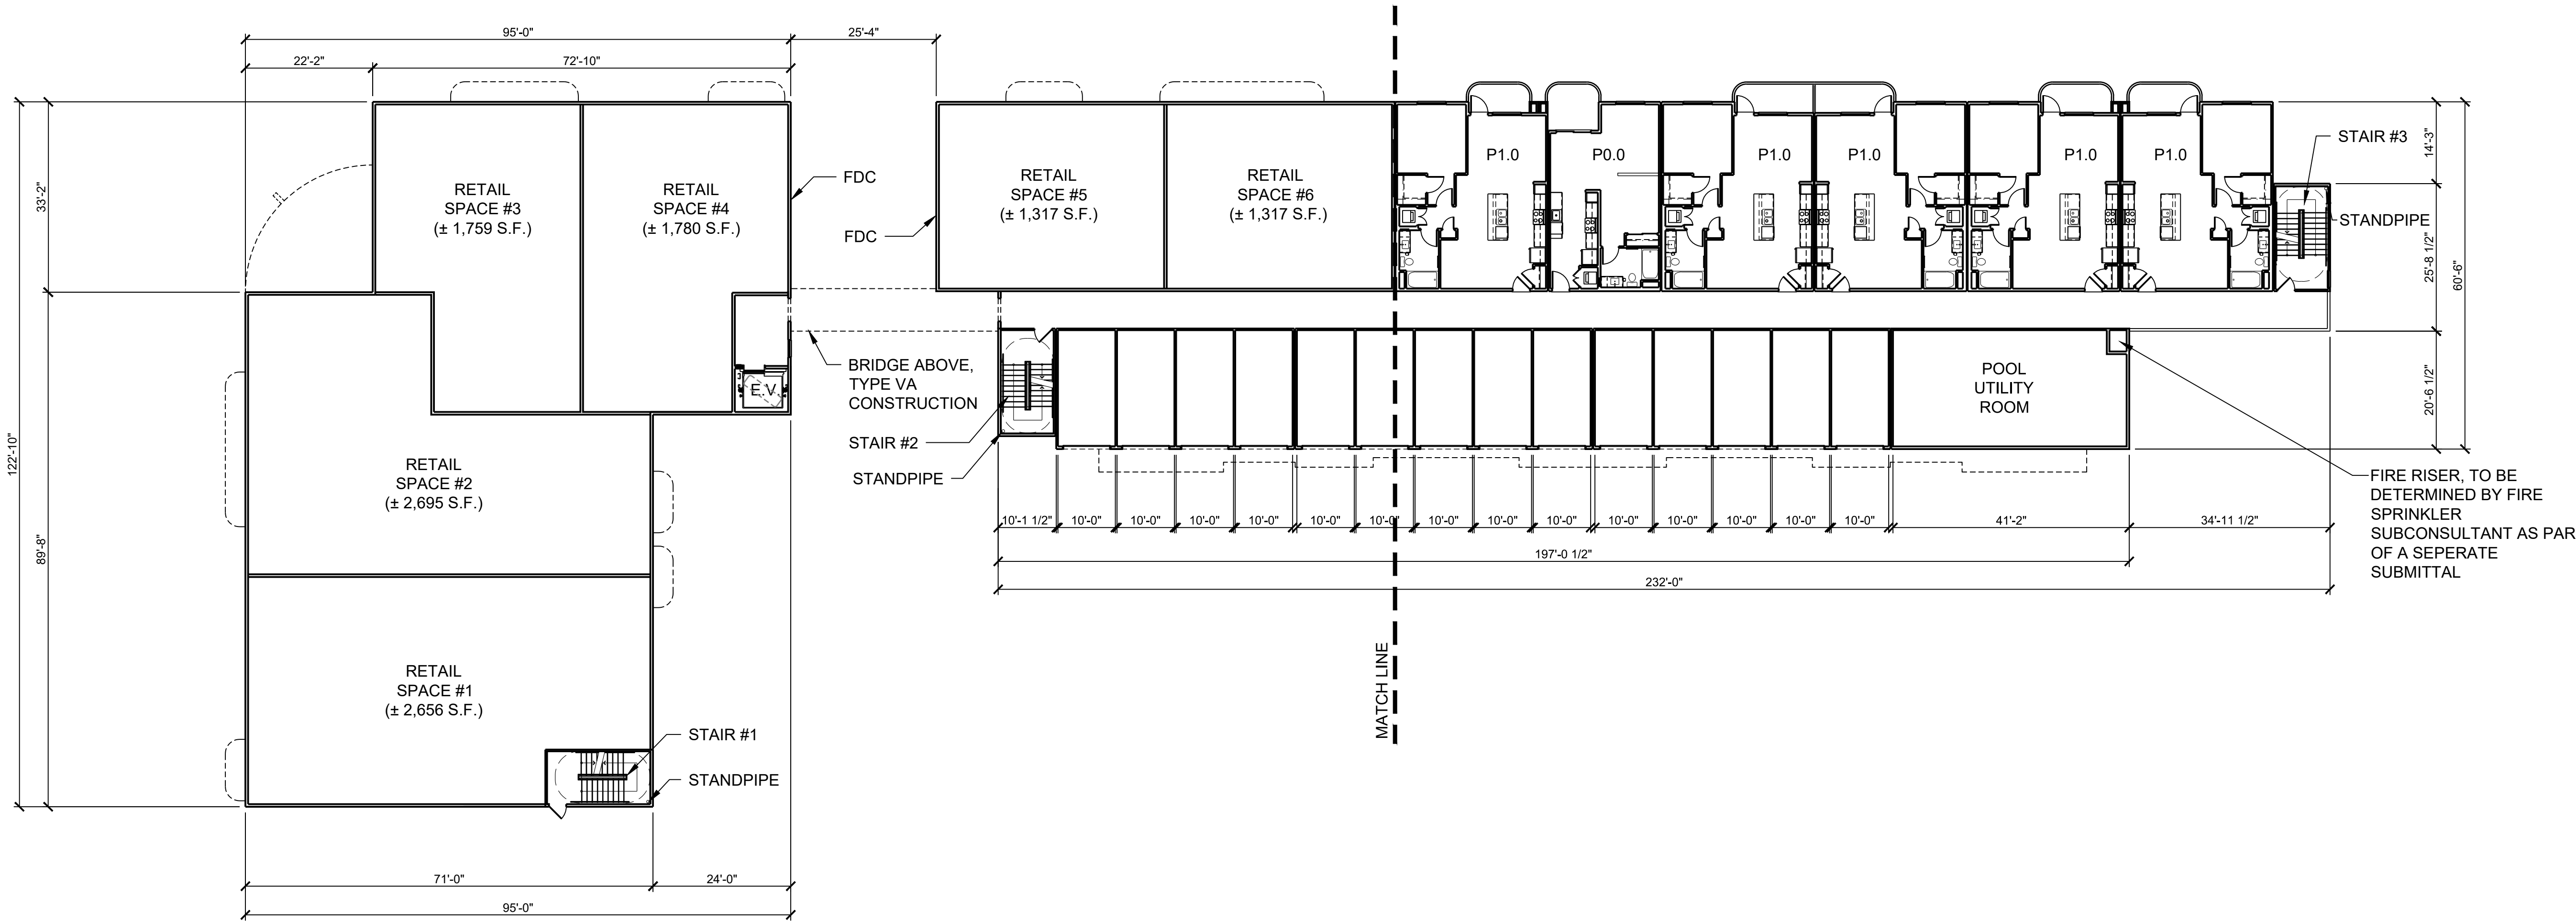 95'-0"
25'-4"
22'-2"
72'-10"
122'-10"
33'-2"
89'-8"
RETAIL
SPACE #3
(± 1,759 S.F.)
RETAIL
SPACE #4
(± 1,780 S.F.)
FDC
FDC
RETAIL
SPACE #5
(± 1,317 S.F.)
RETAIL
SPACE #6
(± 1,317 S.F.)
P1.0
P0.0
P1.0
P1.0
P1.0
P1.0
STAIR #3
STANDPIPE
14'-3"
25'-8 1/2"
20'-6 1/2"
60'-6"
E.V.
BRIDGE ABOVE,
TYPE VA
CONSTRUCTION
STAIR #2
STANDPIPE
POOL
UTILITY
ROOM
RETAIL
SPACE #2
(± 2,695 S.F.)
FIRE RISER, TO BE
DETERMINED BY FIRE
SPRINKLER
SUBCONSULTANT AS PAR
OF A SEPERATE
SUBMITTAL
10'-1 1/2"
10'-0"
10'-0"
10'-0"
10'-0"
10'-0"
10'-0"
10'-0"
10'-0"
10'-0"
10'-0"
10'-0"
10'-0"
10'-0"
10'-0"
41'-2"
34'-11 1/2"
197'-0 1/2"
232'-0"
MATCH LINE
RETAIL
SPACE #1
(± 2,656 S.F.)
STAIR #1
STANDPIPE
71'-0"
24'-0"
95'-0"